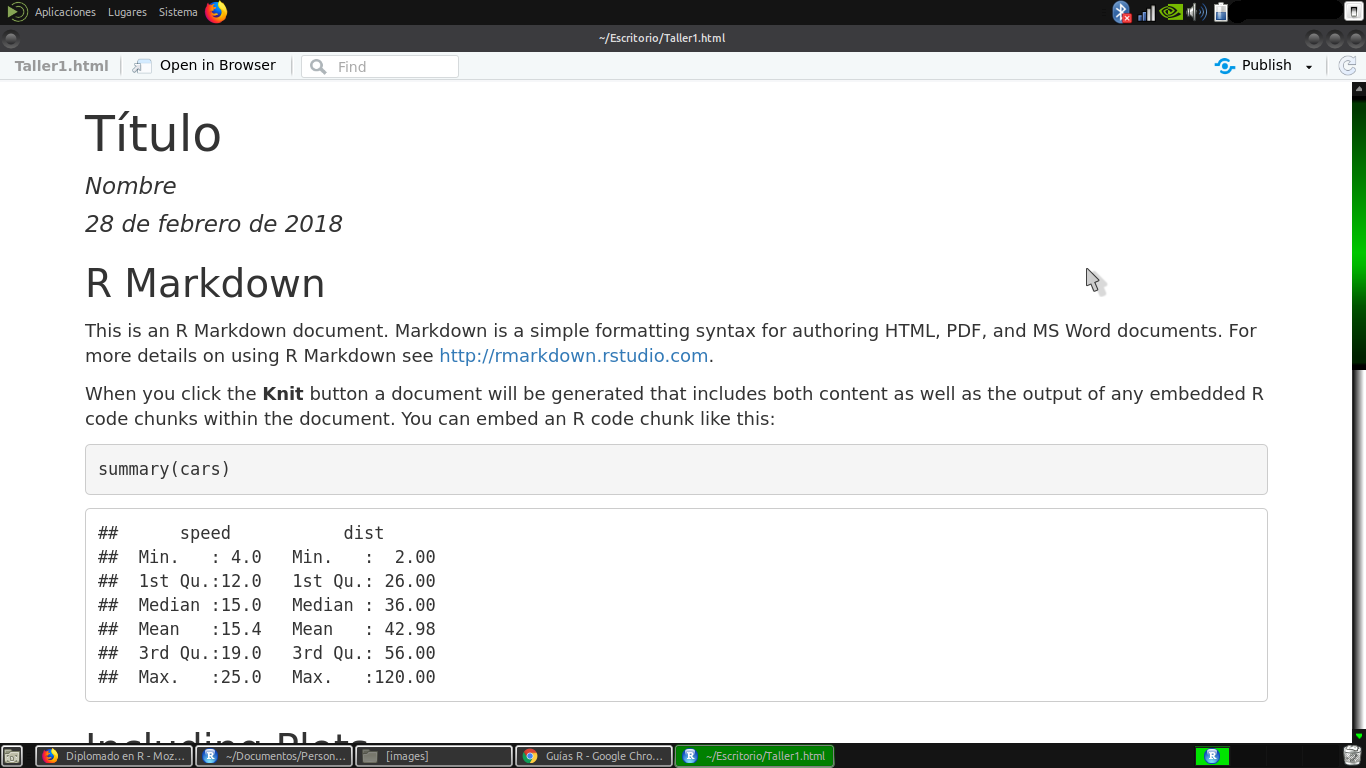 Aplicaciones Lugares Sistema
~/Escritorio/Taller1.html
Taller1.html Open in Browser Find Publish
Título
Nombre
28 de febrero de 2018
R Markdown
This is an R Markdown document. Markdown is a simple formatting syntax for authoring HTML, PDF, and MS Word documents. For
more details on using R Markdown see http://rmarkdown.rstudio.com.
When you click the Knit button a document will be generated that includes both content as well as the output of any embedded R
code chunks within the document. You can embed an R code chunk like this:
summary(cars)
##      speed           dist
##  Min.   : 4.0   Min.   :  2.00
##  1st Qu.:12.0   1st Qu.: 26.00
##  Median :15.0   Median : 36.00
##  Mean   :15.4   Mean   : 42.98
##  3rd Qu.:19.0   3rd Qu.: 56.00
##  Max.   :25.0   Max.   :120.00
Including Plots
Diplomado en R - Moz... ~/Documentos/Person... [images] Guías R - Google Chro... ~/Escritorio/Taller1.html